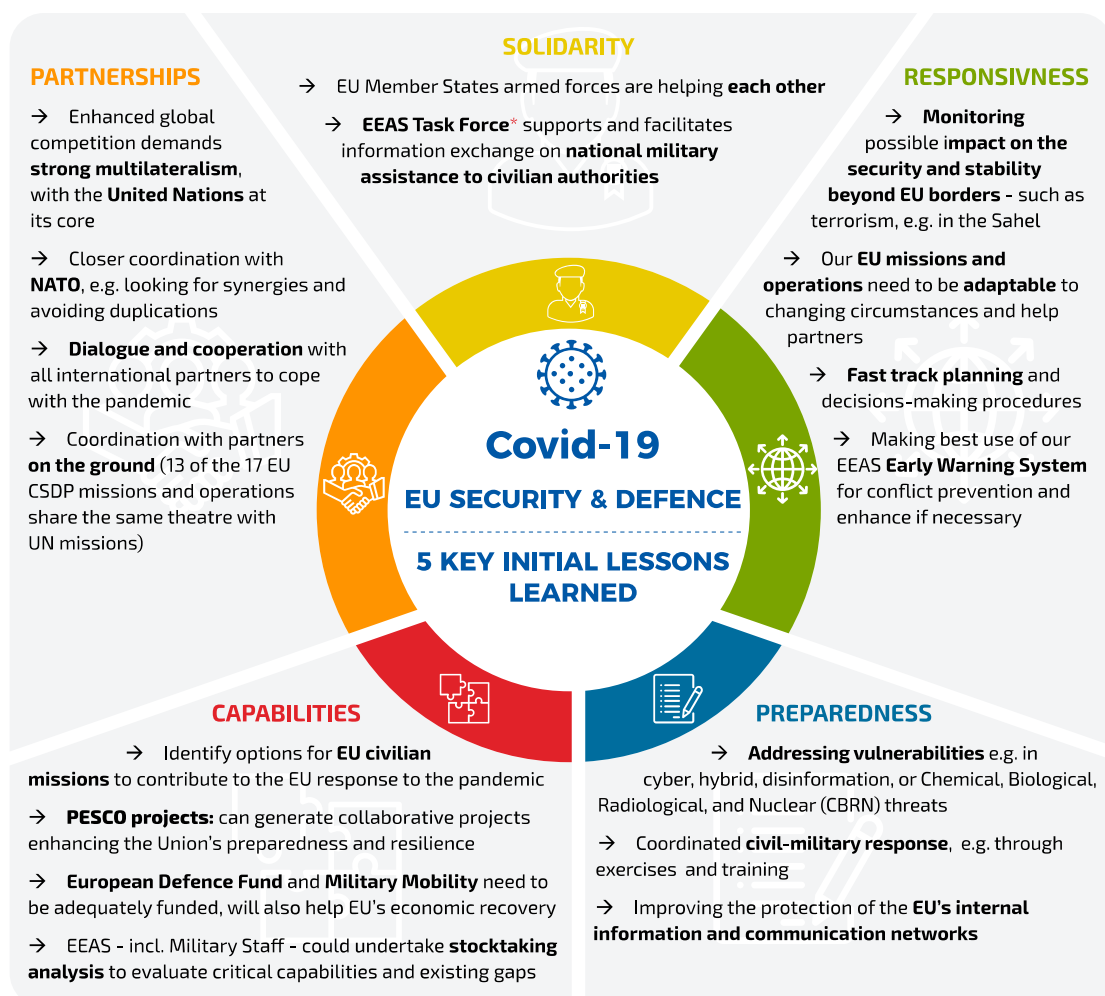 SOLIDARITY
→ EU Member States armed forces are helping each other
→ EEAS Task Force* supports and facilitates
information exchange on national military
assistance to civilian authorities
PARTNERSHIPS
→ Enhanced global
competition demands
strong multilateralism,
with the United Nations at
its core
→ Closer coordination with
NATO, e.g. looking for synergies and
avoiding duplications
→ Dialogue and cooperation with
all international partners to cope
with the pandemic
→ Coordination with partners
on the ground (13 of the 17 EU
CSDP missions and operations
share the same theatre with
UN missions)
RESPONSIVNESS
→ Monitoring
possible impact on the
security and stability
beyond EU borders - such as
terrorism, e.g. in the Sahel
→ Our EU missions and
operations need to be adaptable to
changing circumstances and help
partners
→ Fast track planning and
decisions-making procedures
→ Making best use of our
EEAS Early Warning System
for conflict prevention and
enhance if necessary
Covid-19
EU SECURITY & DEFENCE
5 KEY INITIAL LESSONS
LEARNED
CAPABILITIES
→ Identify options for EU civilian
missions to contribute to the EU response to the pandemic
→ PESCO projects: can generate collaborative projects
enhancing the Union's preparedness and resilience
→ European Defence Fund and Military Mobility need to
be adequately funded, will also help EU's economic recovery
→ EEAS - incl. Military Staff - could undertake stocktaking
analysis to evaluate critical capabilities and existing gaps
PREPAREDNESS
→ Addressing vulnerabilities e.g. in
cyber, hybrid, disinformation, or Chemical, Biological,
Radiological, and Nuclear (CBRN) threats
→ Coordinated civil-military response, e.g. through
exercises and training
→ Improving the protection of the EU's internal
information and communication networks